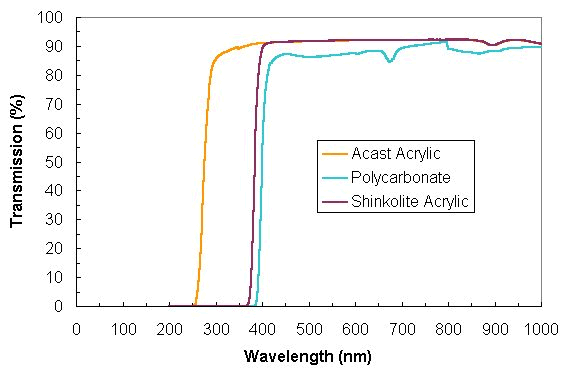 100
90
80
70
60
50
40
30
20
10
0
Transmission (%)
Acast Acrylic
Polycarbonate
Shinkolite Acrylic
0 100 200 300 400 500 600 700 800 900 1000
Wavelength (nm)